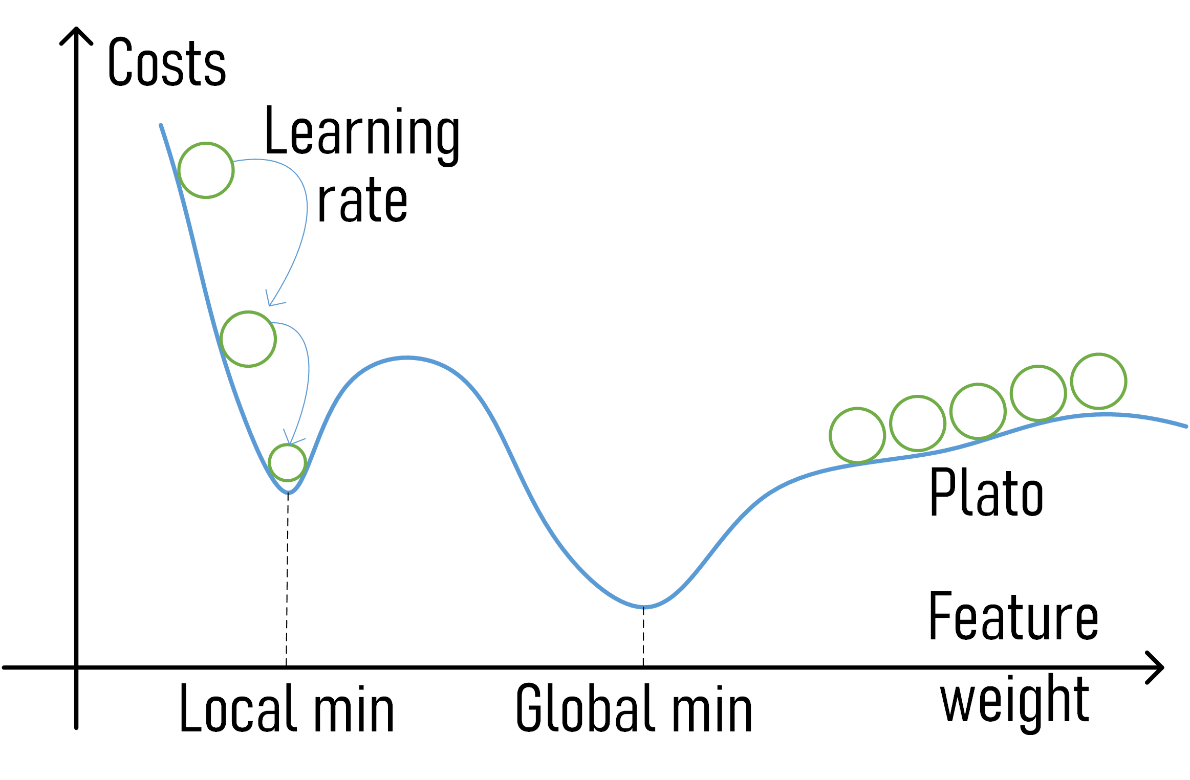 Costs
Learning
rate
Plato
Feature
weight
Local min
Global min